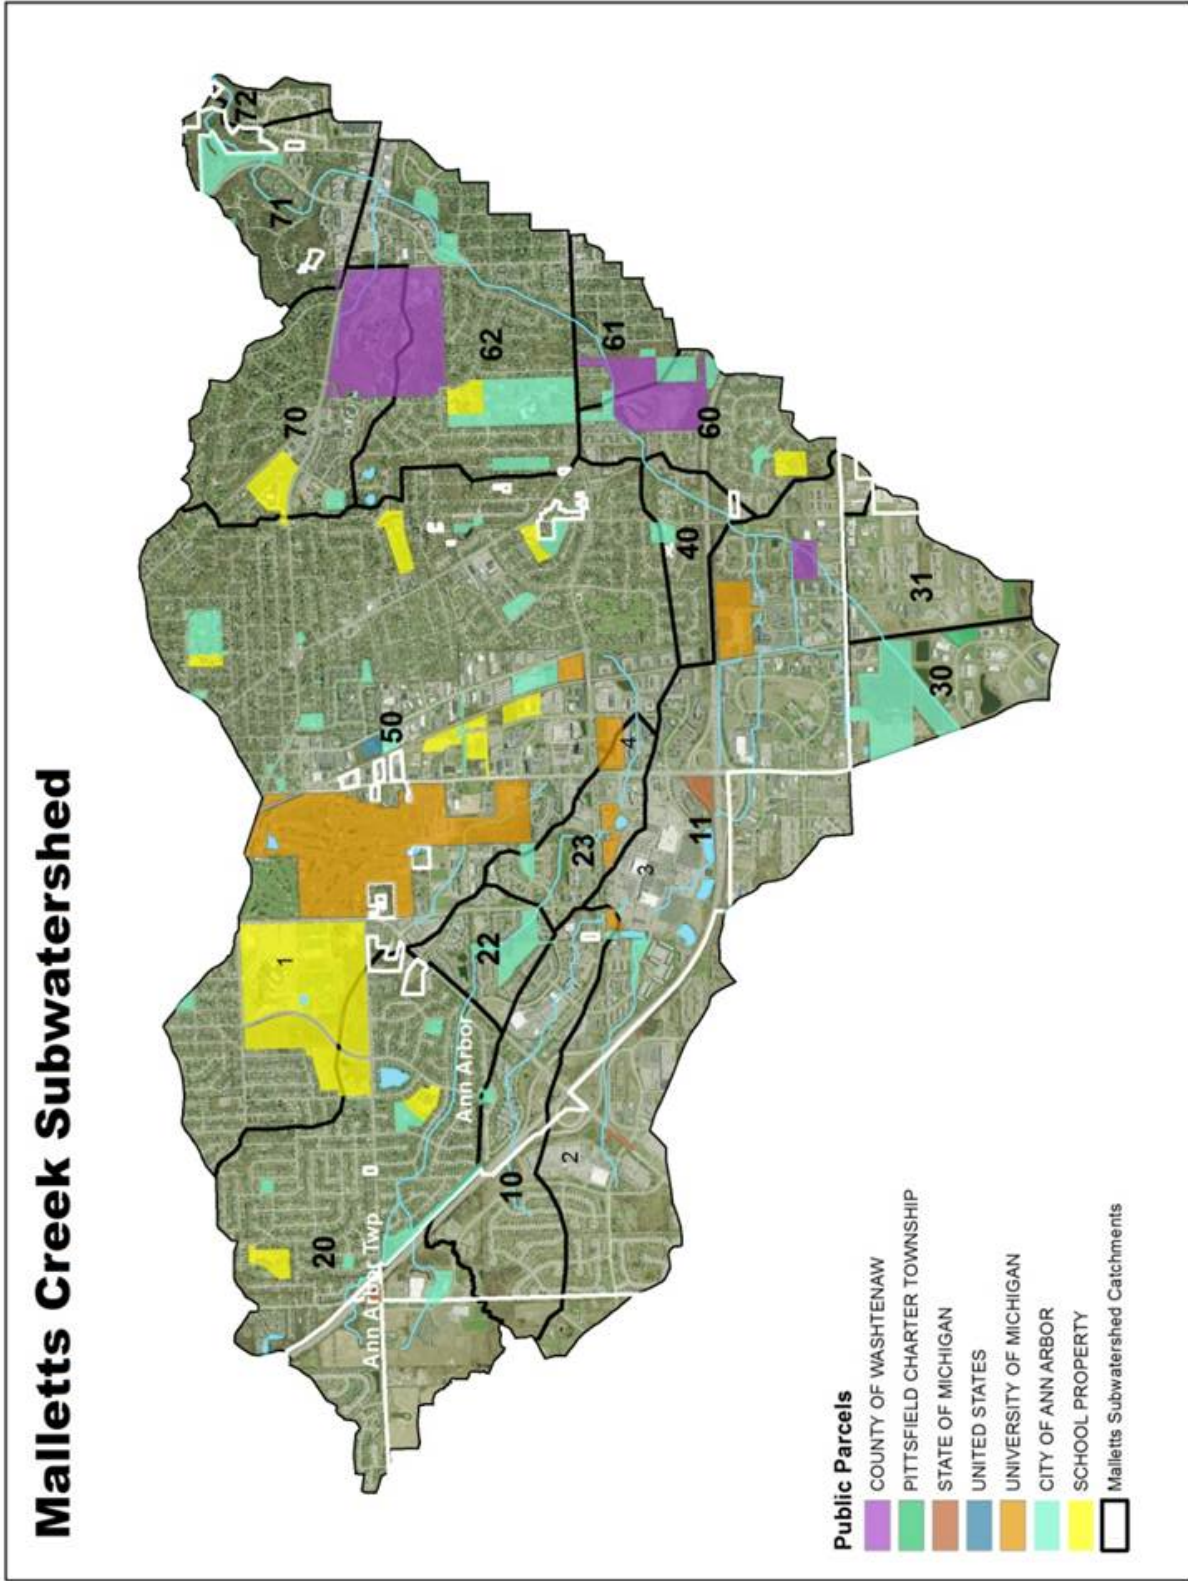 Malletts Creek Subwatershed
72
71
70
62
61
60
50
40
31
30
1
22
23
4
3
11
Ann Arbor
10
2
20
Ann Arbor Twp
Public Parcels
COUNTY OF WASHTENAW
PITTSFIELD CHARTER TOWNSHIP
STATE OF MICHIGAN
UNITED STATES
UNIVERSITY OF MICHIGAN
CITY OF ANN ARBOR
SCHOOL PROPERTY
Malletts Subwatershed Catchments